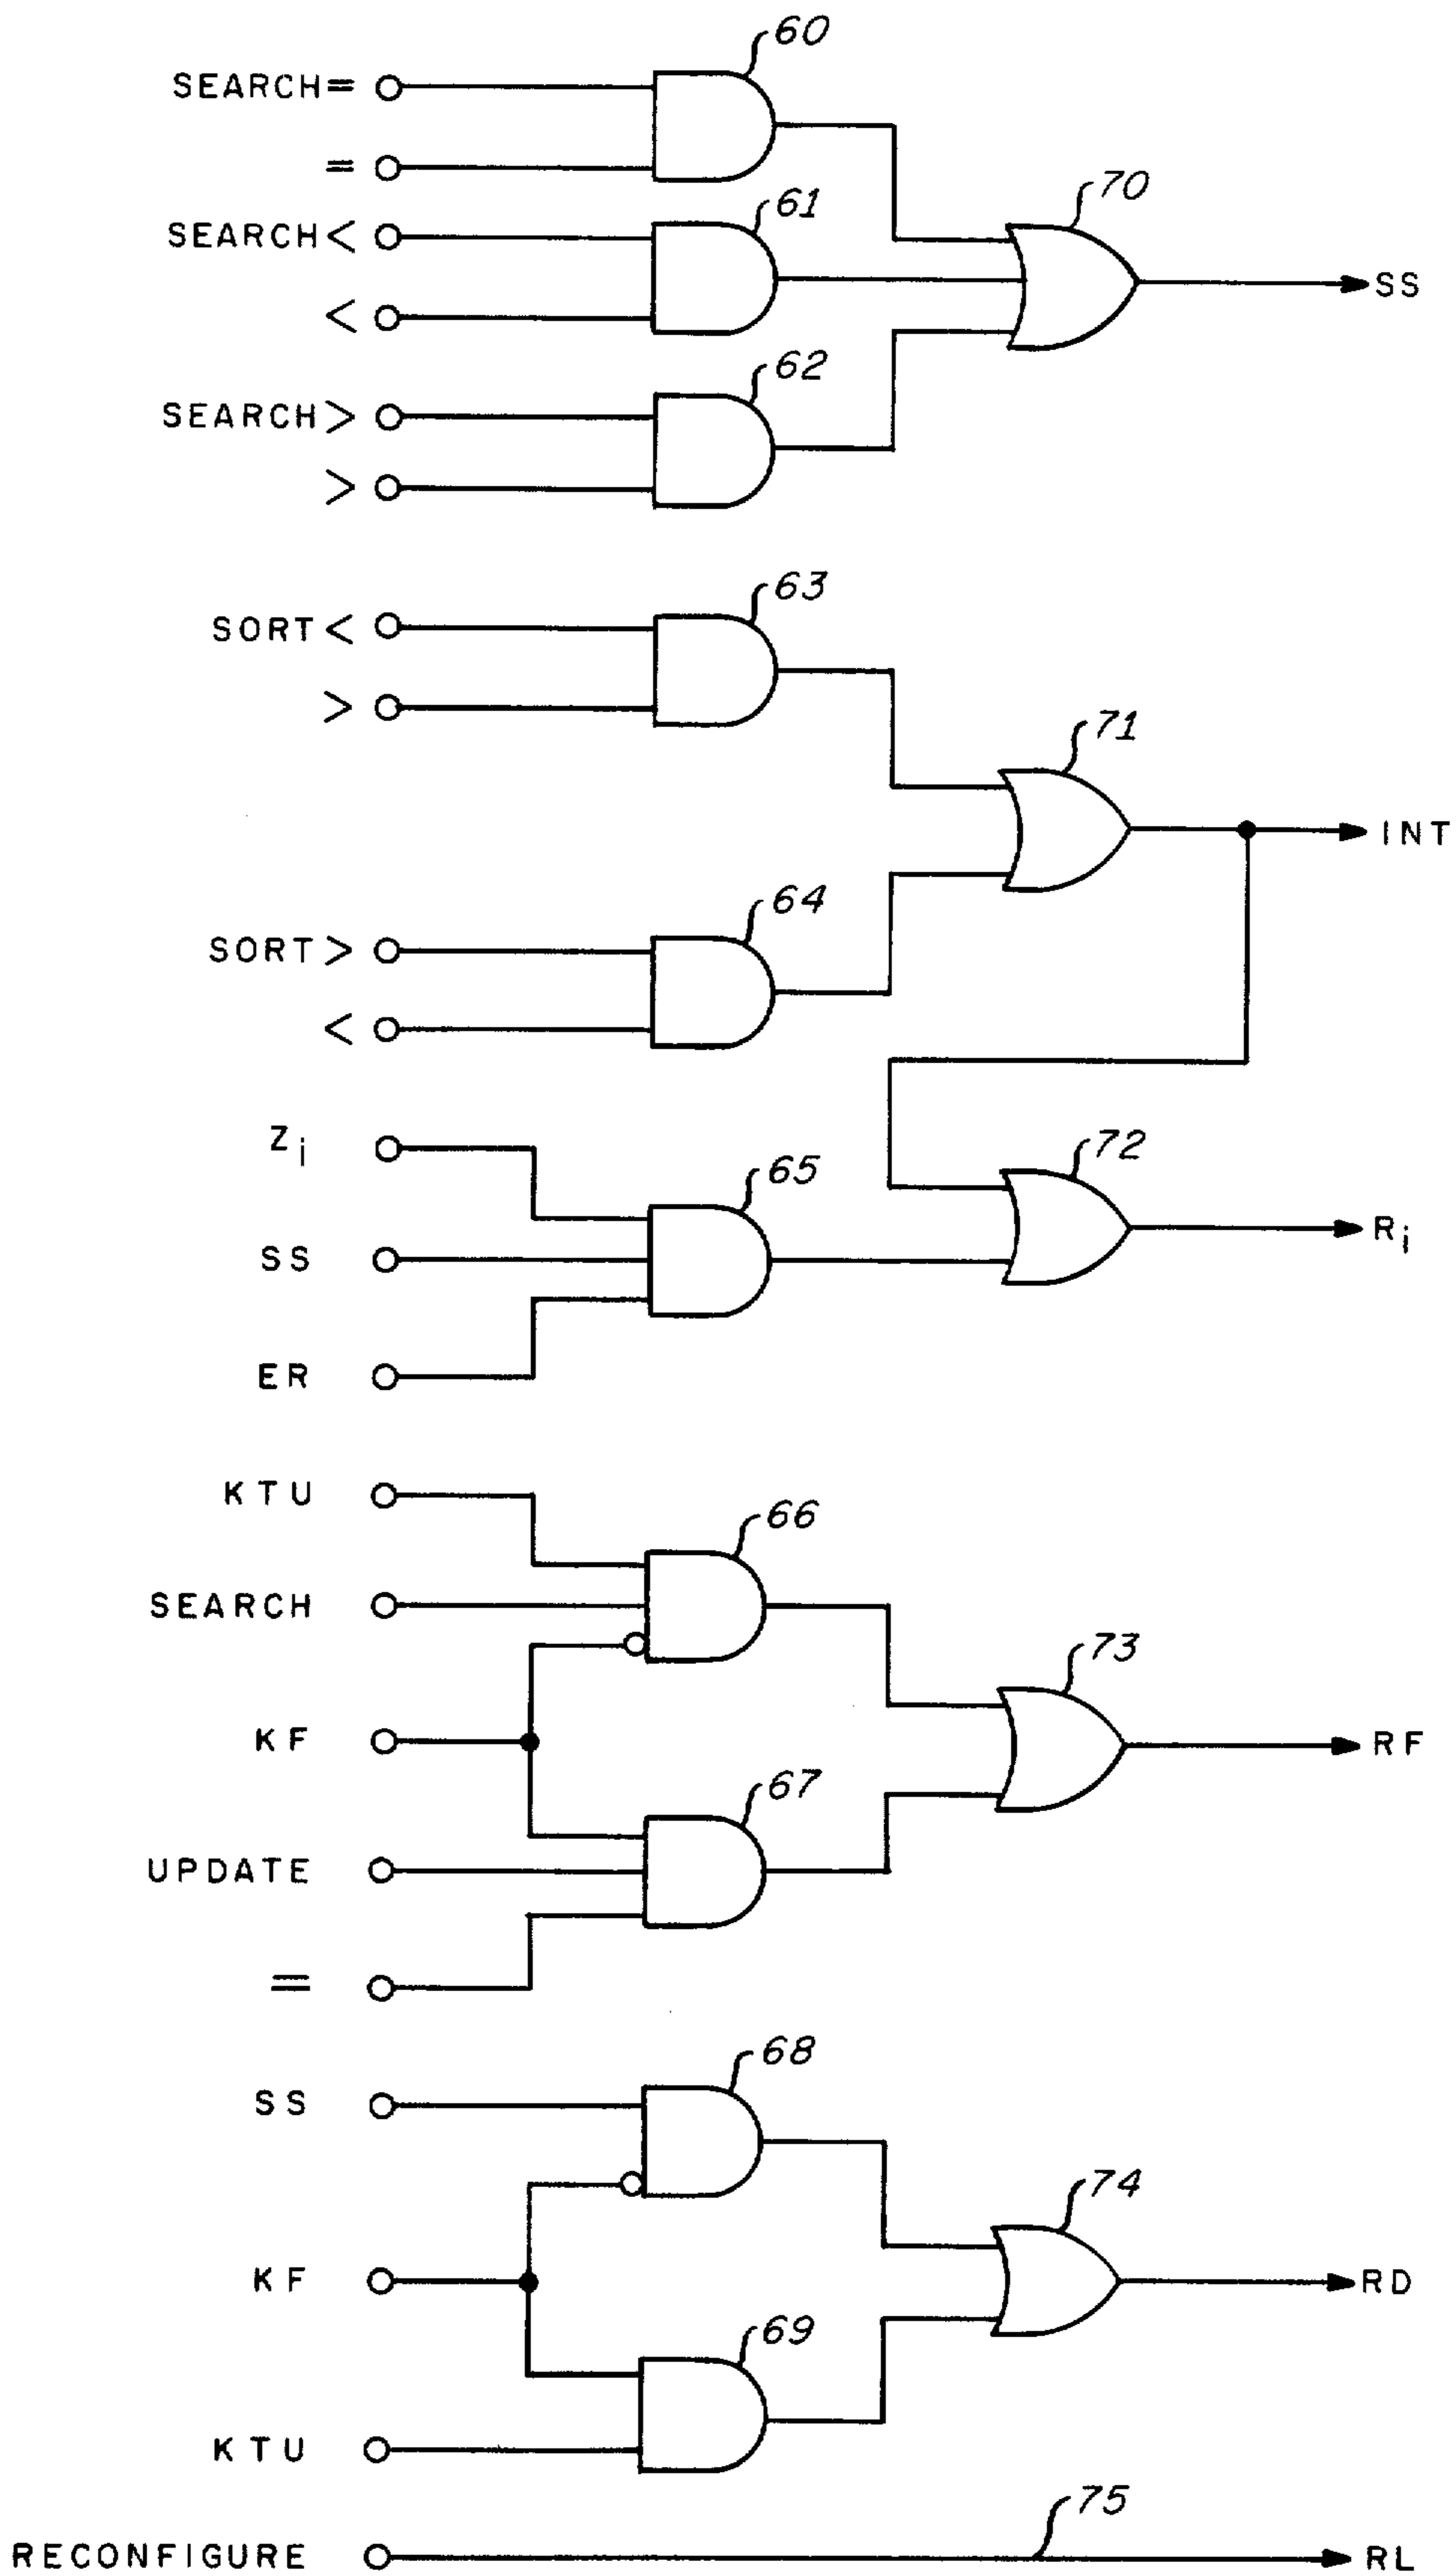 60
SEARCH=
=
61
70
SEARCH<
SS
<
62
SEARCH>
>
63
SORT<
>
71
INT
64
SORT>
<
Zi
72
65
Ri
SS
ER
KTU
66
SEARCH
73
KF
RF
67
UPDATE
=
68
SS
74
KF
RD
69
KTU
75
RECONFIGURE
RL